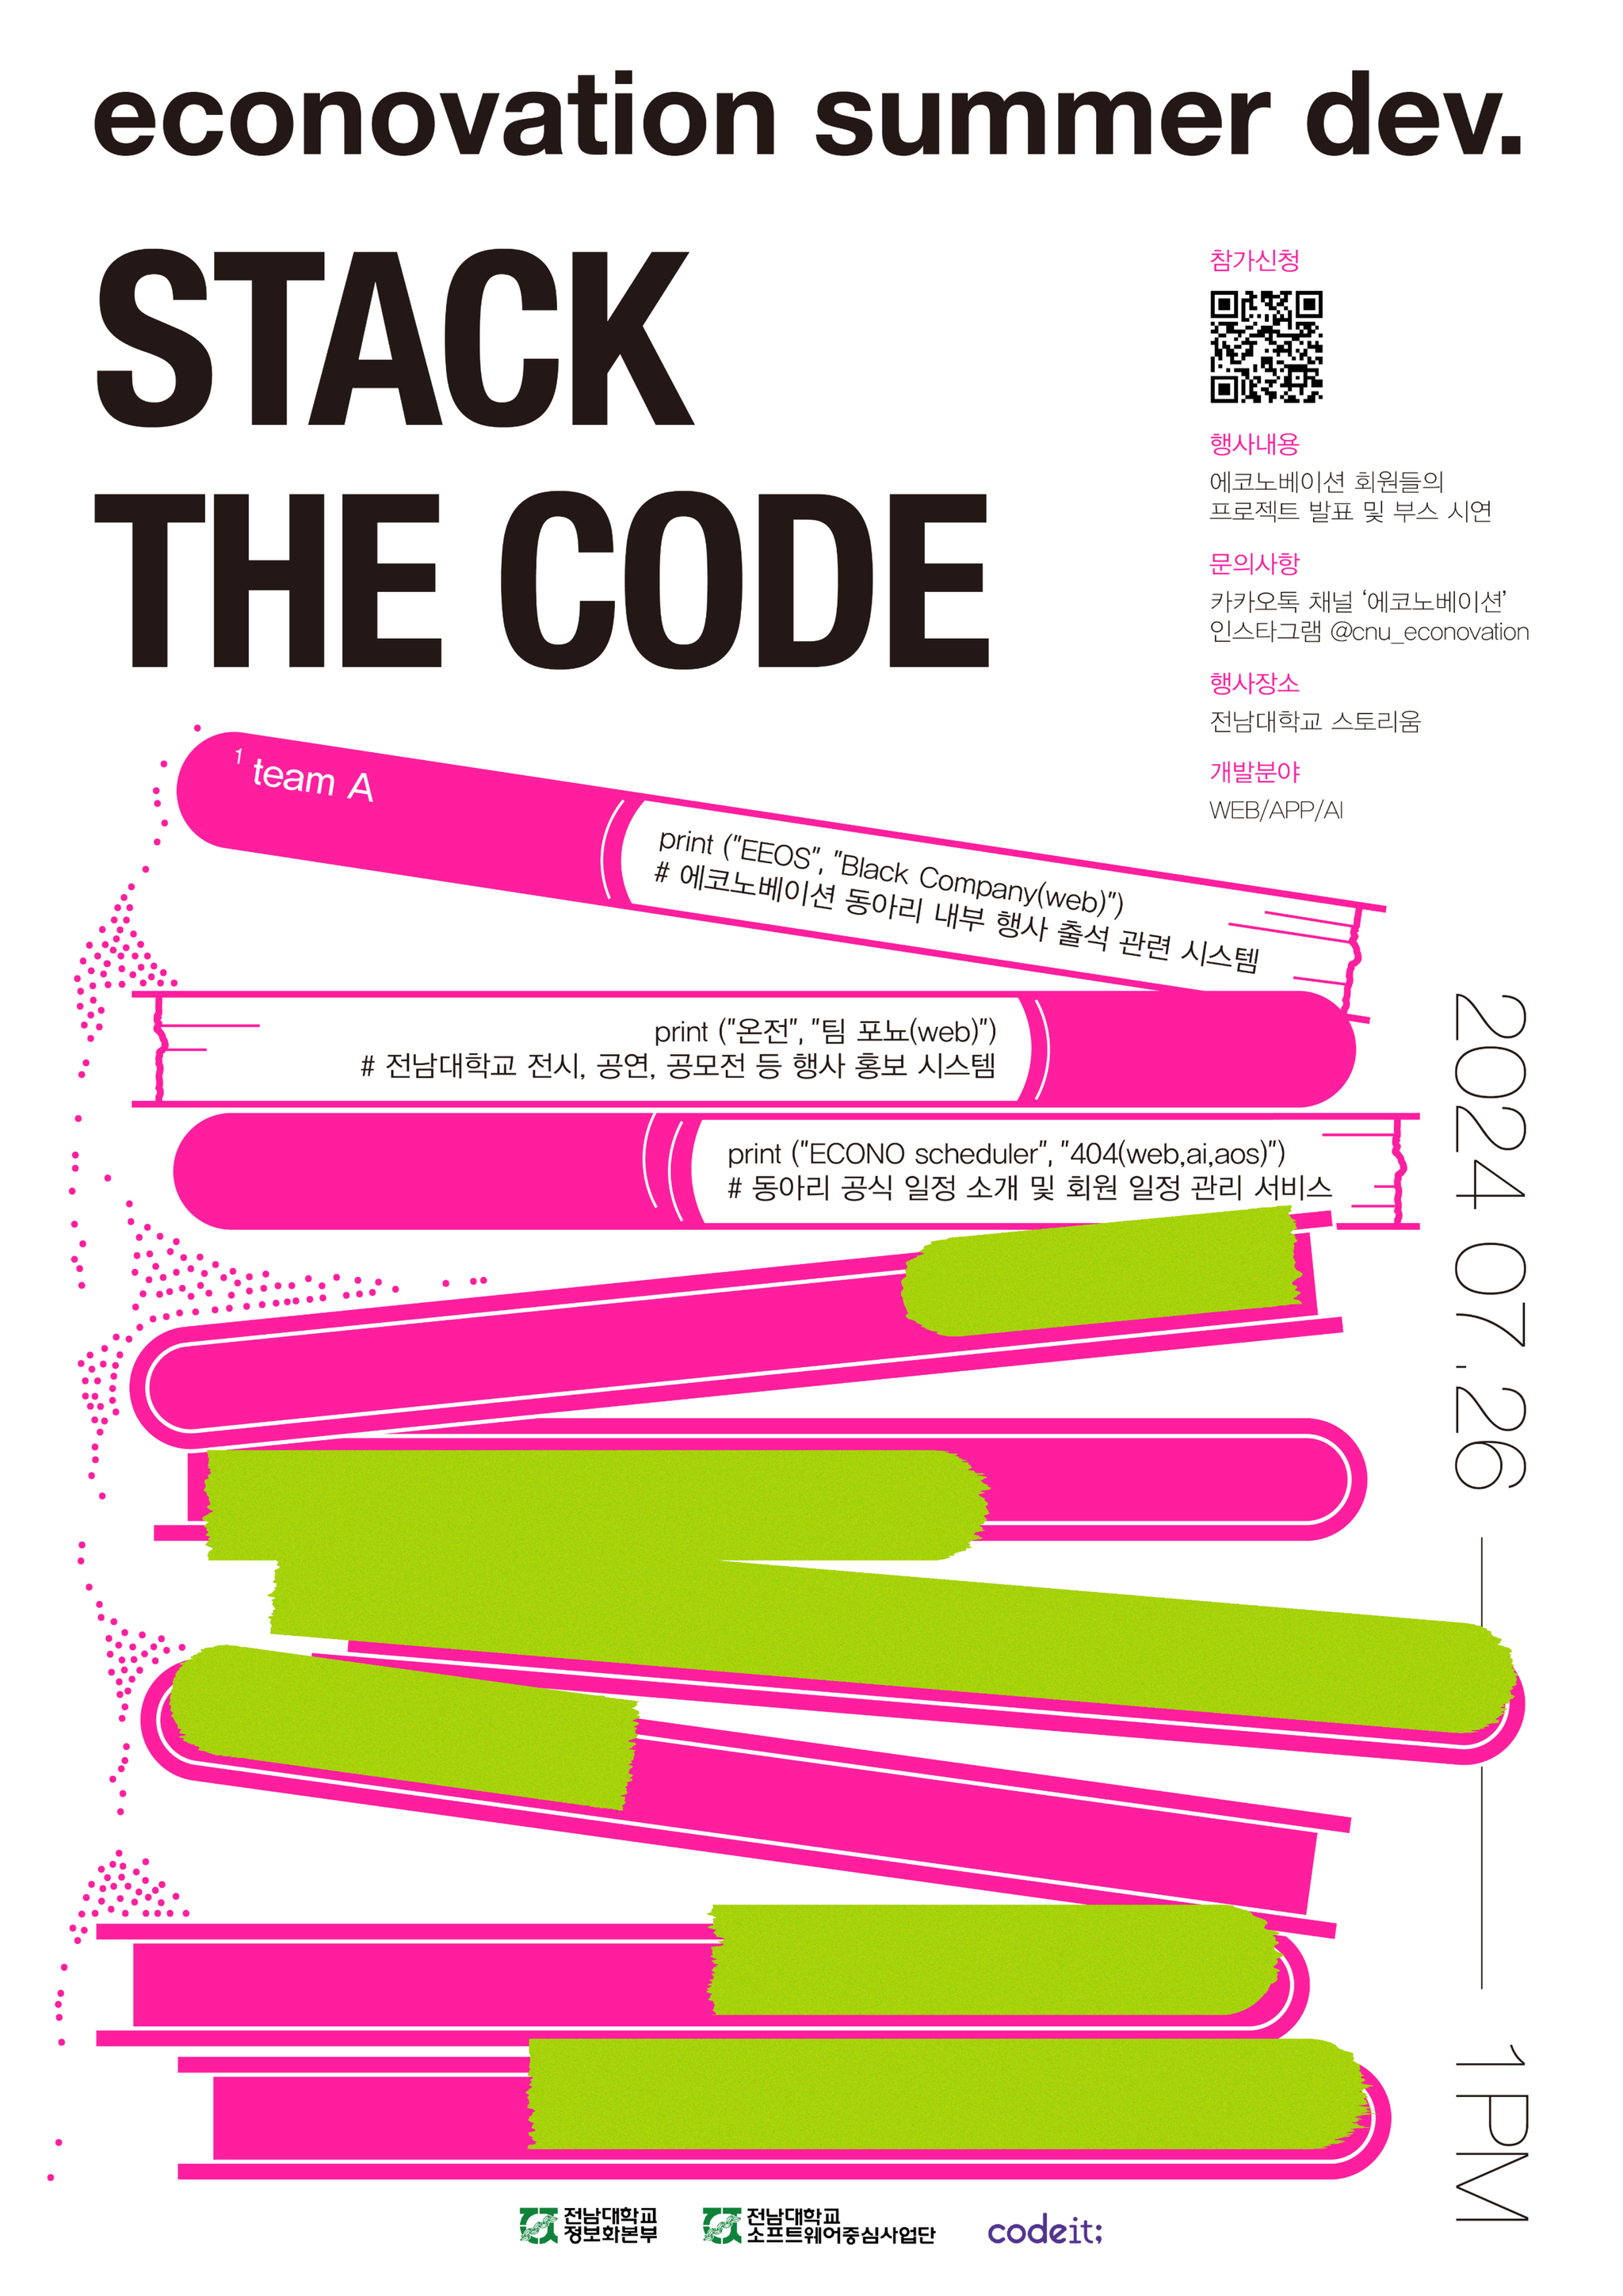 econovation summer dev.
STACK
THE CODE
참가신청
행사내용
에코노베이션 회원들의
프로젝트 발표 및 부스 시연
문의사항
카카오톡 채널 ‘에코노베이션’
인스타그램 @cnu_econovation
행사장소
전남대학교 스토리움
개발분야
WEB/APP/AI
1 team A
print ("EEOS", "Black Company(web)")
# 에코노베이션 동아리 내부 행사 출석 관련 시스템
print ("온전", "팀 포뇨(web)")
# 전남대학교 전시, 공연, 공모전 등 행사 홍보 시스템
print ("ECONO scheduler", "404(web,ai,aos)")
# 동아리 공식 일정 소개 및 회원 일정 관리 서비스
2024 07.26
1PM
전남대학교
정보화본부
전남대학교
소프트웨어중심사업단
codeit;